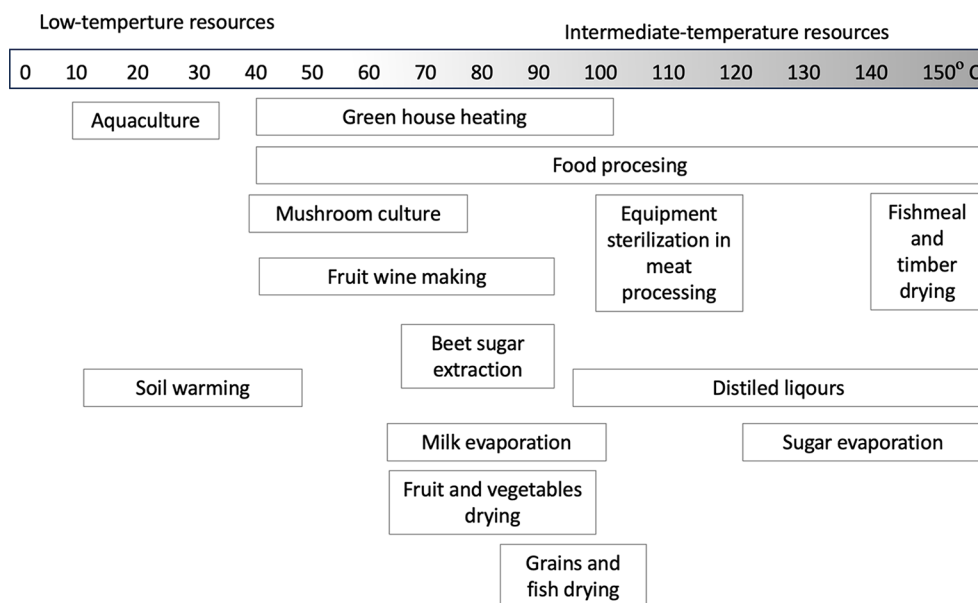 Low-temperture resources
Intermediate-temperature resources
0 10 20 30 40 50 60 70 80 90 100 110 120 130 140 150º C
Aquaculture
Green house heating
Food procesing
Mushroom culture
Equipment
sterilization in
meat
processing
Fishmeal
and
timber
drying
Fruit wine making
Beet sugar
extraction
Soil warming
Distiled liqours
Milk evaporation
Sugar evaporation
Fruit and vegetables
drying
Grains and
fish drying